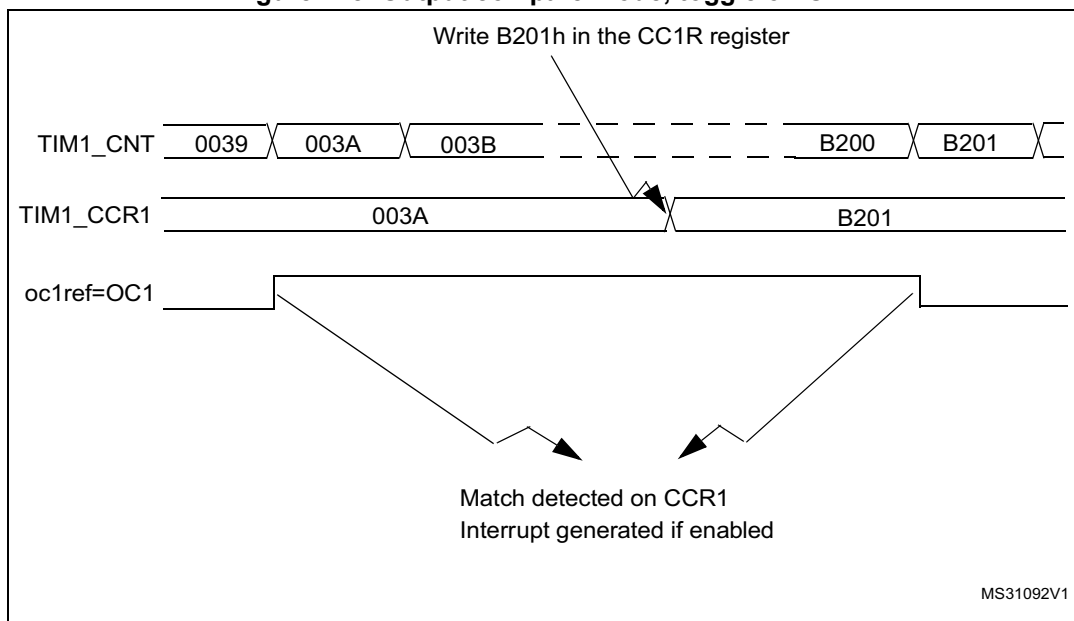 Write B201h in the CC1R register
TIM1_CNT 0039 003A 003B B200 B201
TIM1_CCR1 003A B201
oc1ref=OC1
Match detected on CCR1
Interrupt generated if enabled
MS31092V1